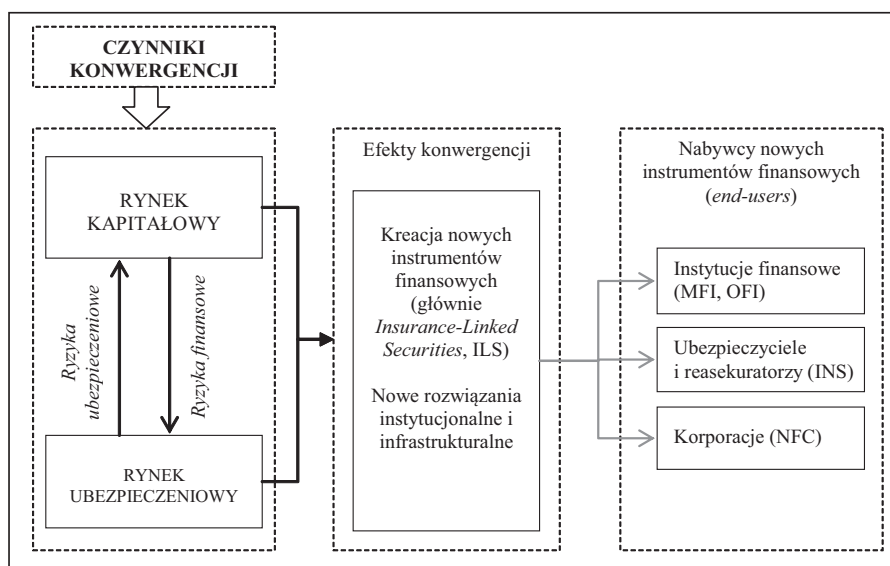 CZYNNIKI
KONWERGENCJI
RYNEK
KAPITAŁOWY
Ryzyka
ubezpieczeniowe
Ryzyka finansowe
RYNEK
UBEZPIECZENIOWY
Efekty konwergencji
Kreacja nowych
instrumentów
finansowych
(głównie
Insurance-Linked
Securities, ILS)
Nowe rozwiązania
instytucjonalne i
infrastrukturalne
Nabywcy nowych
instrumentów finansowych
(end-users)
Instytucje finansowe
(MFI, OFI)
Ubezpieczyciele
i reasekuratorzy (INS)
Korporacje (NFC)